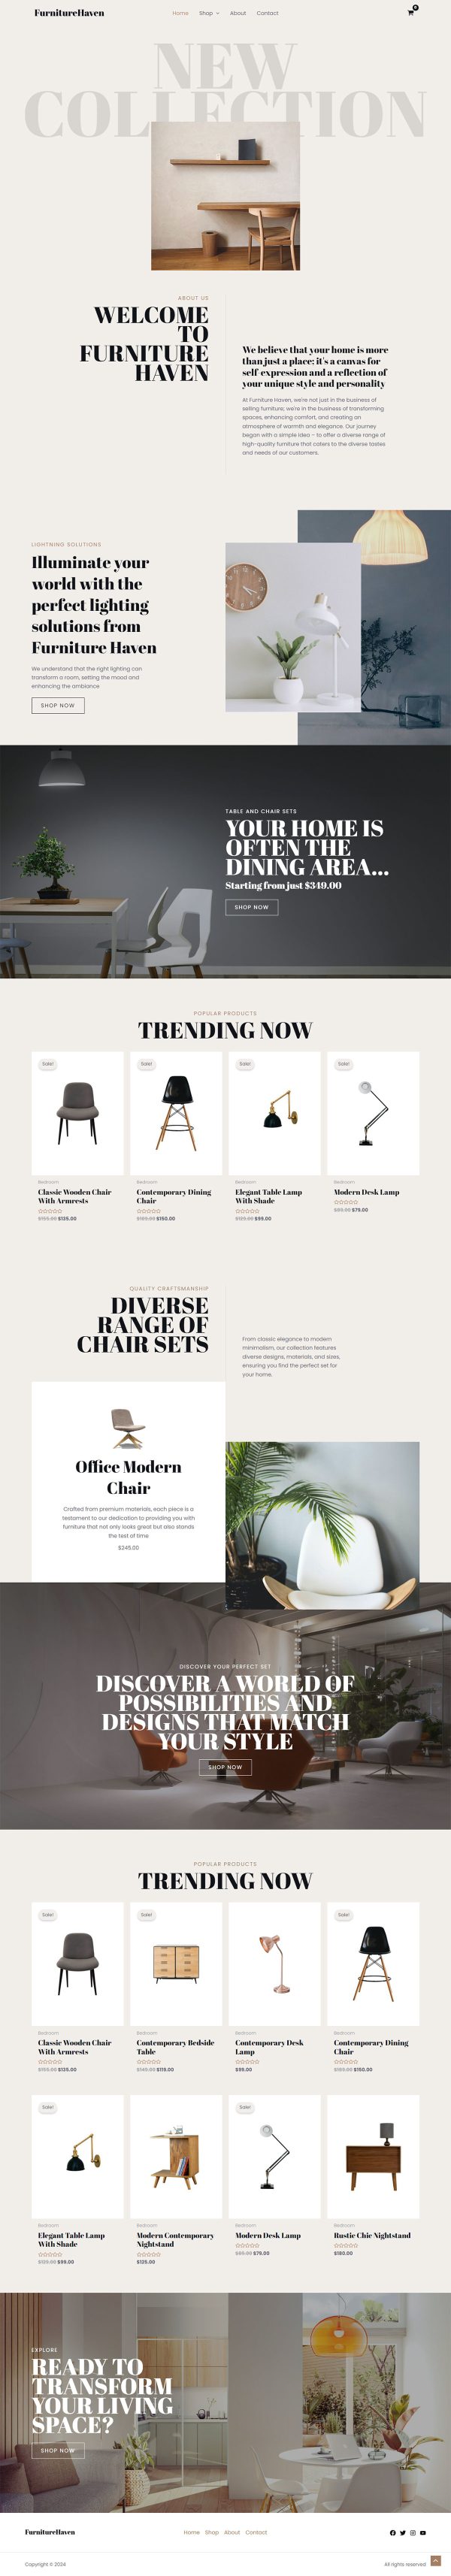 FurnitureHaven
Home Shop About Contact
0
NEW
COLLECTION
ABOUT US
WELCOME
TO
FURNITURE
HAVEN
We believe that your home is more
than just a place; it's a canvas for
self-expression and a reflection of
your unique style and personality
At Furniture Haven, we're not just in the business of
selling furniture; we're in the business of transforming
spaces, enhancing comfort, and creating an
atmosphere of warmth and elegance. Our journey
began with a simple idea – to offer a diverse range of
high-quality furniture that caters to the diverse tastes
and needs of our customers.
LIGHTNING SOLUTIONS
Illuminate your
world with the
perfect lighting
solutions from
Furniture Haven
We understand that the right lighting can
transform a room, setting the mood and
enhancing the ambiance
SHOP NOW
TABLE AND CHAIR SETS
YOUR HOME IS
OFTEN THE
DINING AREA...
Starting from just $349.00
SHOP NOW
POPULAR PRODUCTS
TRENDING NOW
Sale!
Sale!
Sale!
Sale!
Bedroom
Classic Wooden Chair
With Armrests
$155.00 $125.00
Bedroom
Contemporary Dining
Chair
$180.00 $150.00
Bedroom
Elegant Table Lamp
With Shade
$125.00 $99.00
Bedroom
Modern Desk Lamp
$89.00 $79.00
QUALITY CRAFTSMANSHIP
DIVERSE
RANGE OF
CHAIR SETS
From classic elegance to modern
minimalism, our collection features
diverse designs, materials, and sizes,
ensuring you find the perfect set for
your home.
Office Modern
Chair
Crafted from premium materials, each piece is a
testament to our dedication to providing you with
furniture that not only looks great but also stands
the test of time
$245.00
DISCOVER YOUR PERFECT SET
DISCOVER A WORLD OF
POSSIBILITIES AND
DESIGNS THAT MATCH
YOUR STYLE
SHOP NOW
POPULAR PRODUCTS
TRENDING NOW
Sale!
Sale!
Sale!
Bedroom
Classic Wooden Chair
With Armrests
$155.00 $125.00
Bedroom
Contemporary Bedside
Table
$149.00 $119.00
Bedroom
Contemporary Desk
Lamp
$99.00
Bedroom
Contemporary Dining
Chair
$180.00 $150.00
Sale!
Sale!
Bedroom
Elegant Table Lamp
With Shade
$125.00 $99.00
Bedroom
Modern Contemporary
Nightstand
$125.00
Bedroom
Modern Desk Lamp
$89.00 $79.00
Bedroom
Rustic Chic Nightstand
$180.00
EXPLORE
READY TO
TRANSFORM
YOUR LIVING
SPACE?
SHOP NOW
FurnitureHaven
Home Shop About Contact
Copyright © 2024
All rights reserved